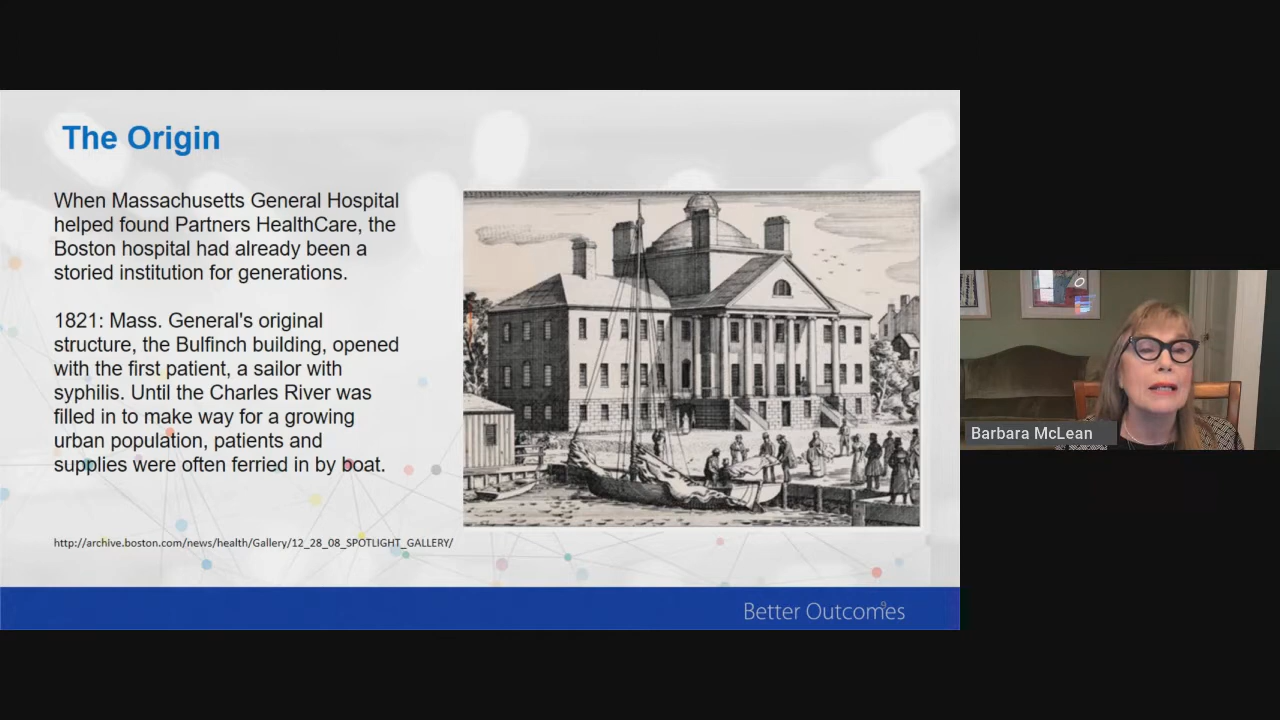 The Origin
When Massachusetts General Hospital
helped found Partners HealthCare, the
Boston hospital had already been a
storied institution for generations.
1821: Mass. General's original
structure, the Bulfinch building, opened
with the first patient, a sailor with
syphilis. Until the Charles River was
filled in to make way for a growing
urban population, patients and
supplies were often ferried in by boat.
http://archive.boston.com/news/health/Gallery/12_28_08_SPOTLIGHT_GALLERY/
Better Outcomes
Barbara McLean